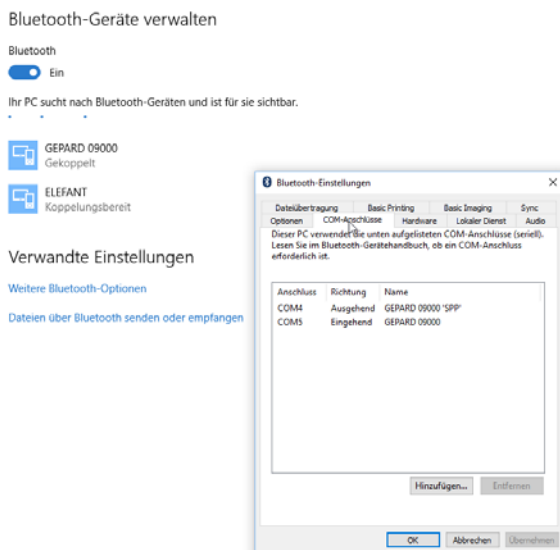 Bluetooth-Geräte verwalten
Bluetooth
Ein
Ihr PC sucht nach Bluetooth-Geräten und ist für sie sichtbar.
GEPARD 09000
Gekoppelt
ELEFANT
Koppelungsbereit
Verwandte Einstellungen
Weitere Bluetooth-Optionen
Dateien über Bluetooth senden oder empfangen
Bluetooth-Einstellungen
Dateiübertragung Basic Printing Basic Imaging Sync
Optionen COM-Anschlüsse Hardware Lokaler Dienst Audio
Dieser PC verwendet die unten aufgelisteten COM-Anschlüsse (seriell).
Lesen Sie im Bluetooth-Gerätehandbuch, ob ein COM-Anschluss
erforderlich ist.
Anschluss Richtung Name
COM4 Ausgehend GEPARD 09000 'SPP'
COM5 Eingehend GEPARD 09000
Hinzufügen... Entfernen
OK Abbrechen Übernehmen